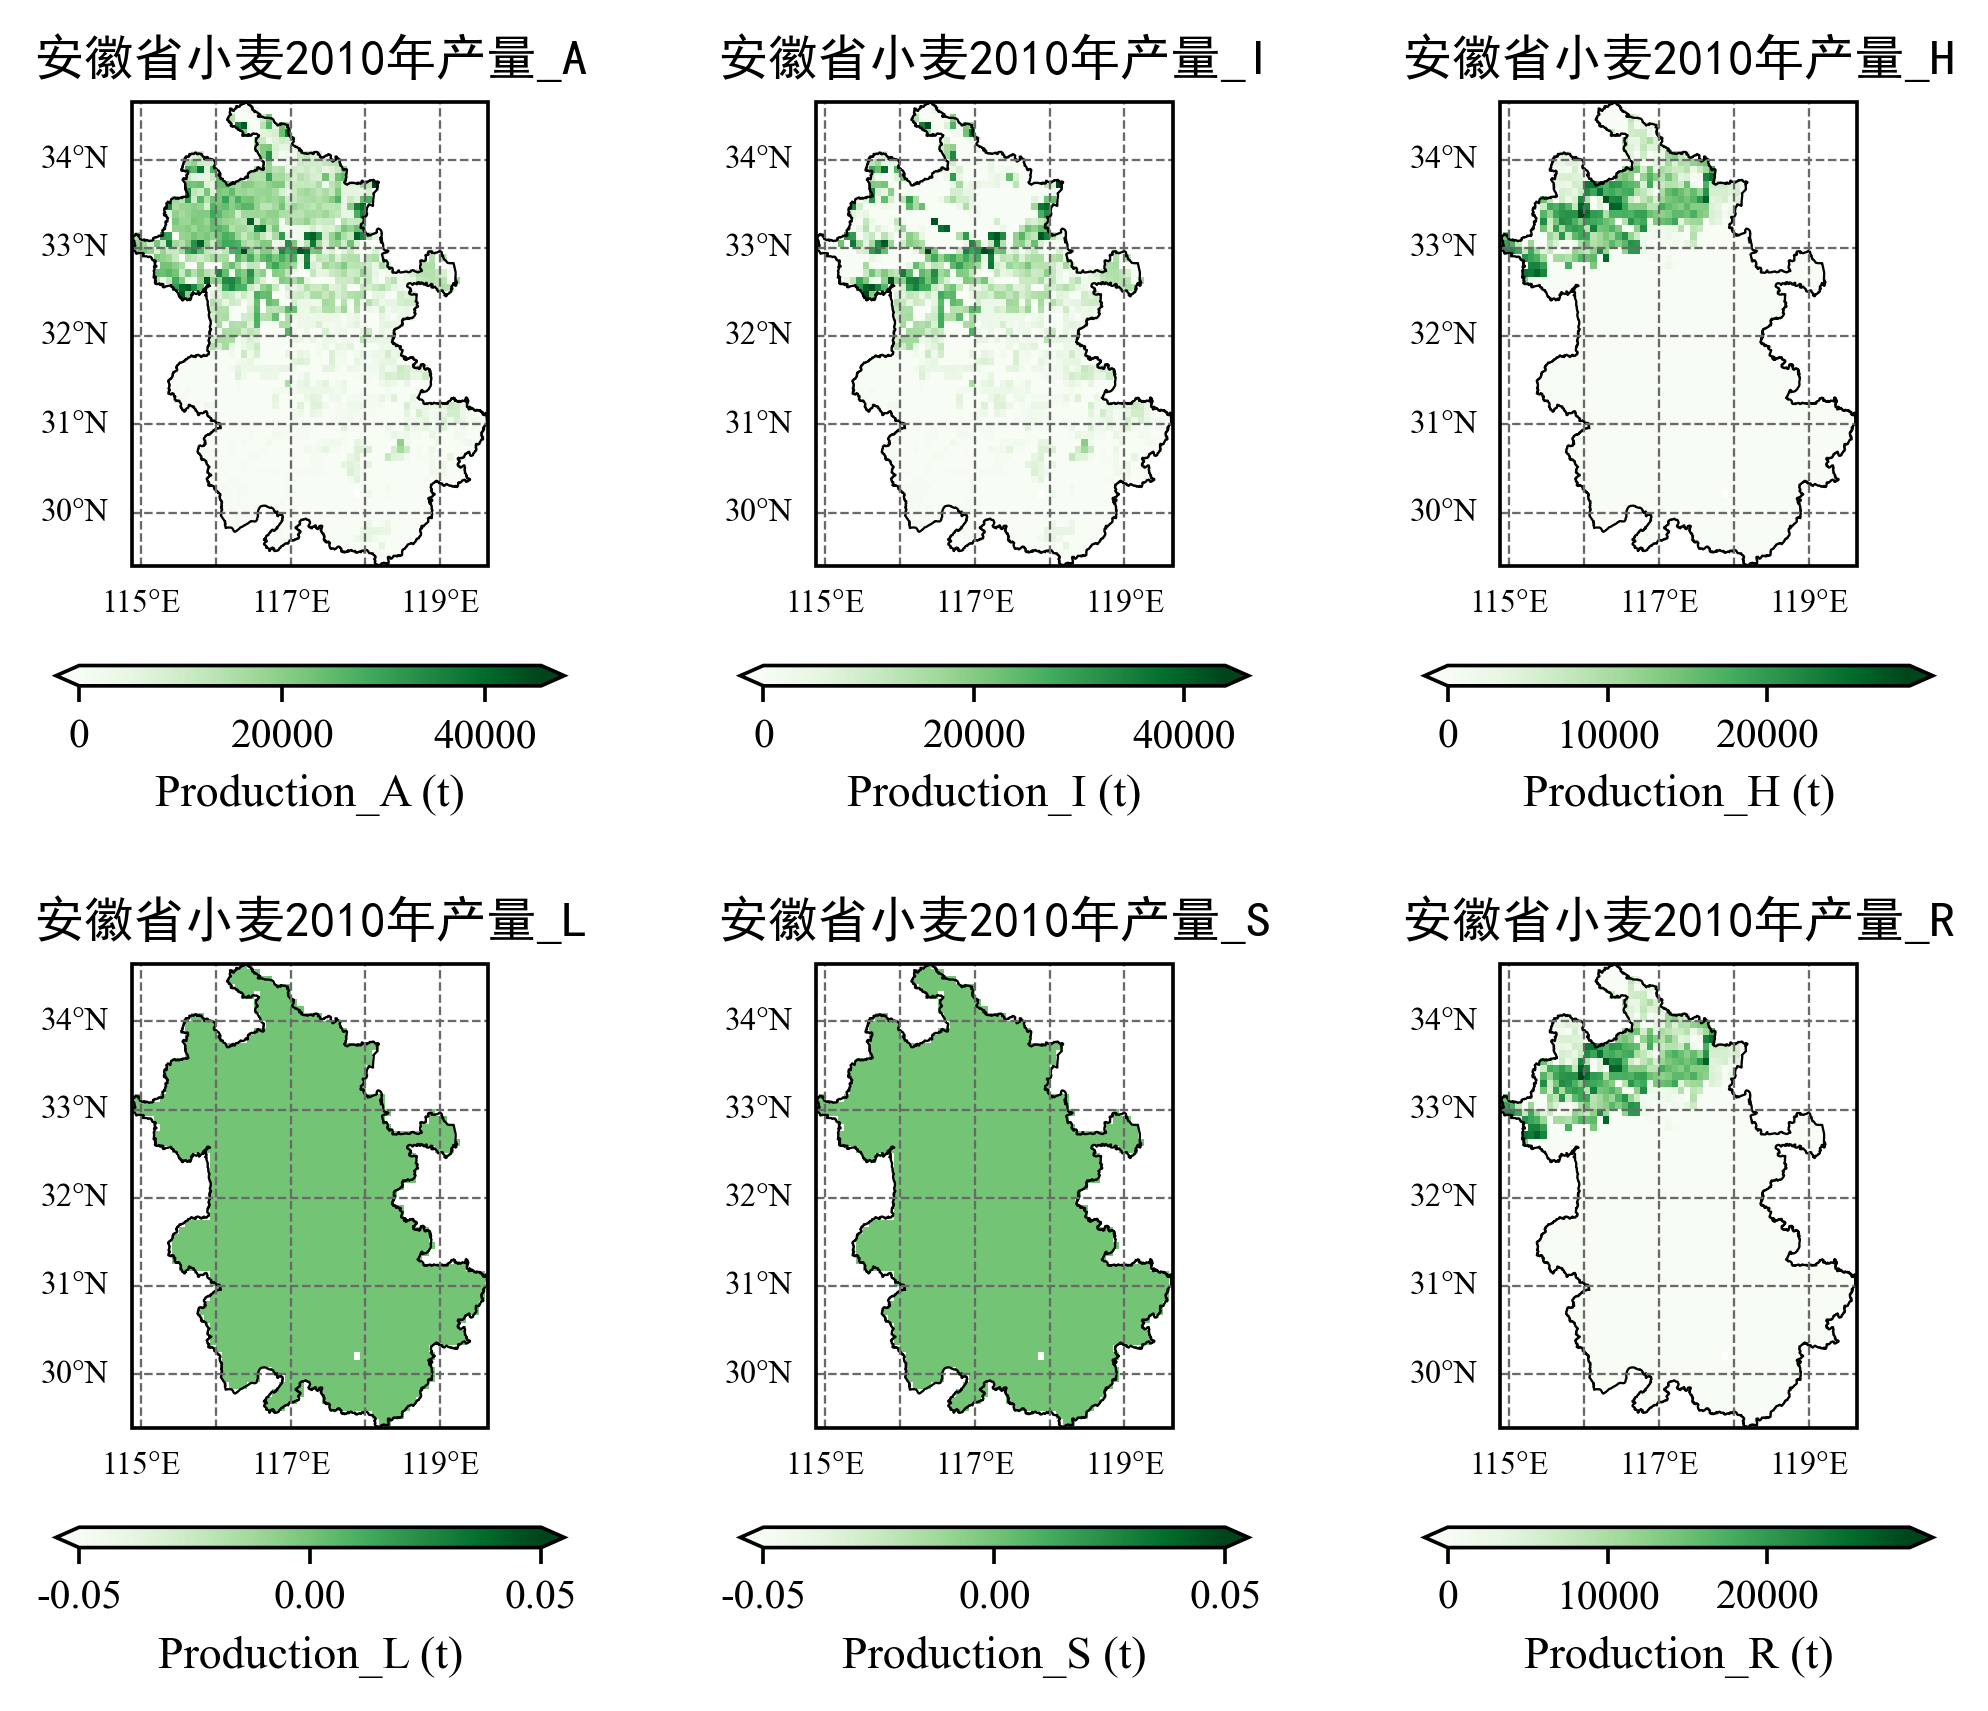 安徽省小麦2010年产量_A
34°N
33°N
32°N
31°N
30°N
115°E 117°E 119°E
0 20000 40000
Production_A (t)
安徽省小麦2010年产量_I
34°N
33°N
32°N
31°N
30°N
115°E 117°E 119°E
0 20000 40000
Production_I (t)
安徽省小麦2010年产量_H
34°N
33°N
32°N
31°N
30°N
115°E 117°E 119°E
0 10000 20000
Production_H (t)
安徽省小麦2010年产量_L
34°N
33°N
32°N
31°N
30°N
115°E 117°E 119°E
-0.05 0.00 0.05
Production_L (t)
安徽省小麦2010年产量_S
34°N
33°N
32°N
31°N
30°N
115°E 117°E 119°E
-0.05 0.00 0.05
Production_S (t)
安徽省小麦2010年产量_R
34°N
33°N
32°N
31°N
30°N
115°E 117°E 119°E
0 10000 20000
Production_R (t)